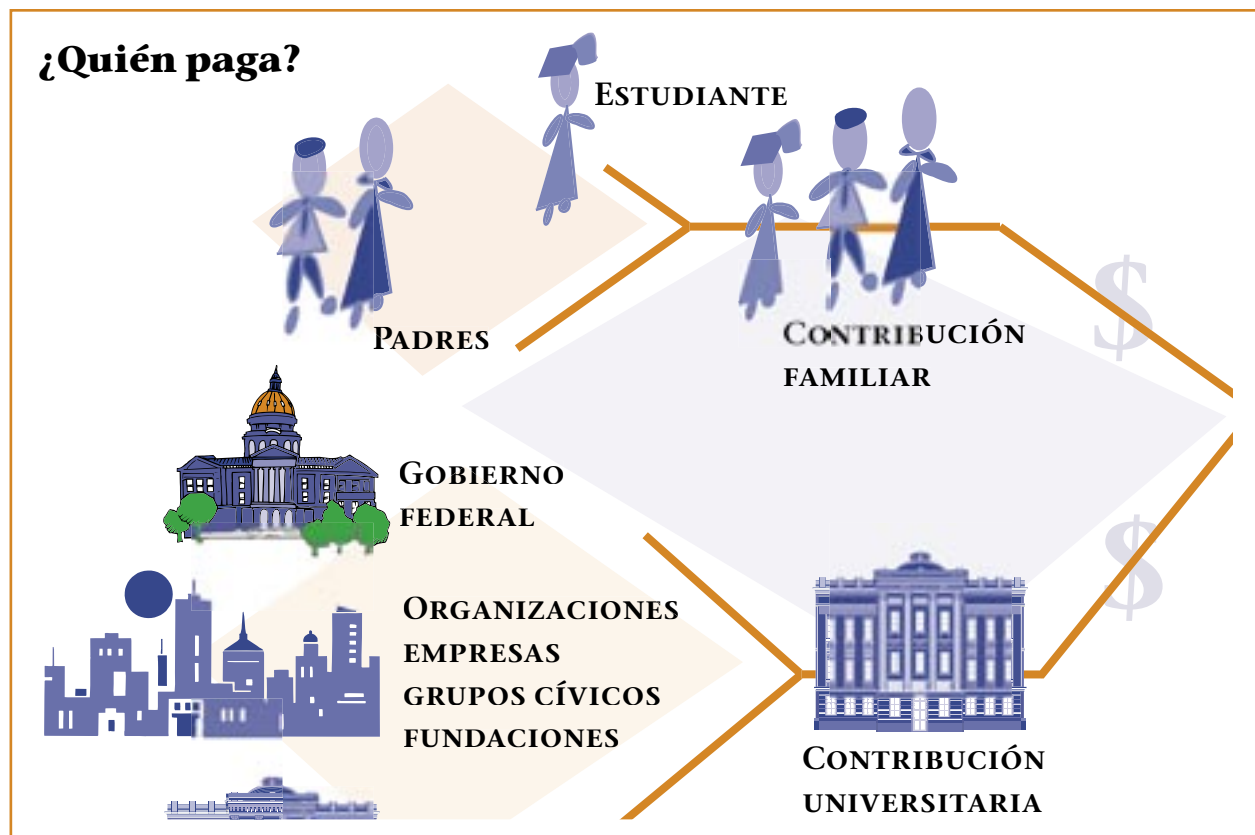 ¿Quién paga?
ESTUDIANTE
PADRES
CONTRIBUCIÓN
FAMILIAR
$
GOBIERNO
FEDERAL
$
ORGANIZACIONES
EMPRESAS
GRUPOS CÍVICOS
FUNDACIONES
CONTRIBUCIÓN
UNIVERSITARIA